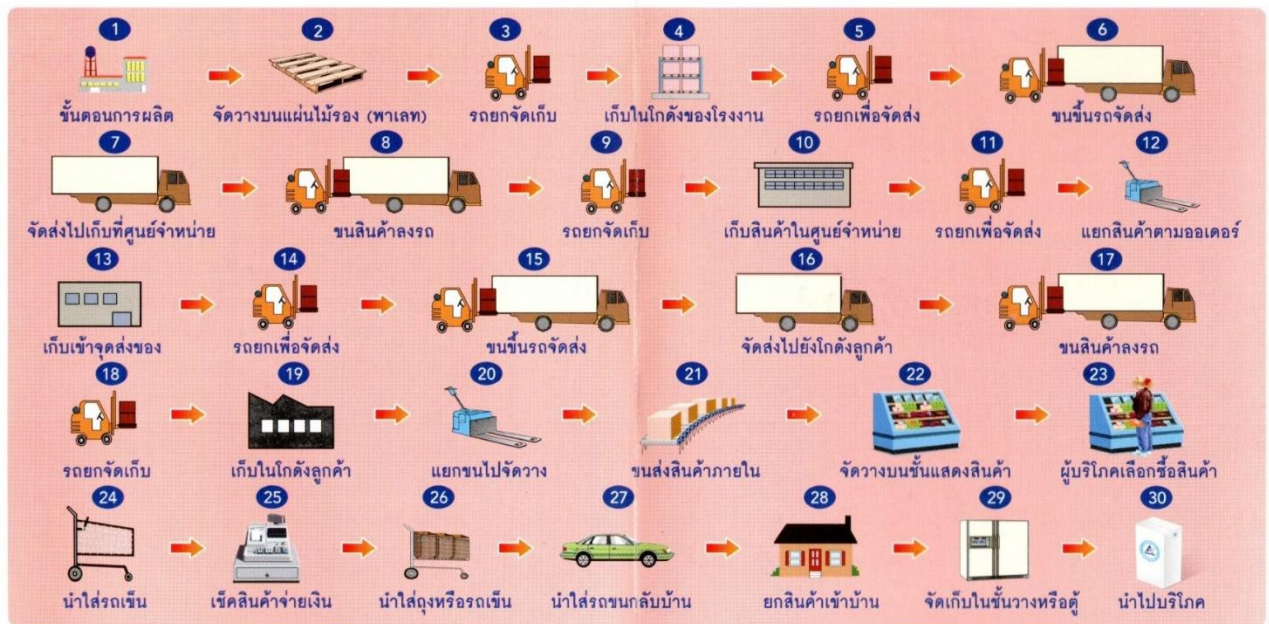 1 2 3 4 5 6
ขั้นตอนการผลิต จัดวางบนแผ่นไม้รอง (พาเลท) รถยกจัดเก็บ เก็บในโกดังของโรงงาน รถยกเพื่อจัดส่ง ขนขึ้นรถจัดส่ง
7 8 9 10 11 12
จัดส่งไปเก็บที่ศูนย์จำหน่าย ขนสินค้าลงรถ รถยกจัดเก็บ เก็บสินค้าในศูนย์จำหน่าย รถยกเพื่อจัดส่ง แยกสินค้าตามออเดอร์
13 14 15 16 17
เก็บเข้าจุดส่งของ รถยกเพื่อจัดส่ง ขนขึ้นรถจัดส่ง จัดส่งไปยังโกดังลูกค้า ขนสินค้าลงรถ
18 19 20 21 22 23
รถยกจัดเก็บ เก็บในโกดังลูกค้า แยกขนไปจัดวาง ขนส่งสินค้าภายใน จัดวางบนชั้นแสดงสินค้า ผู้บริโภคเลือกซื้อสินค้า
24 25 26 27 28 29 30
นำใส่รถเข็น เช็คสินค้าจ่ายเงิน นำใส่ถุงหรือรถเข็น นำใส่รถขนกลับบ้าน ยกสินค้าเข้าบ้าน จัดเก็บในชั้นวางหรือตู้ นำไปบริโภค